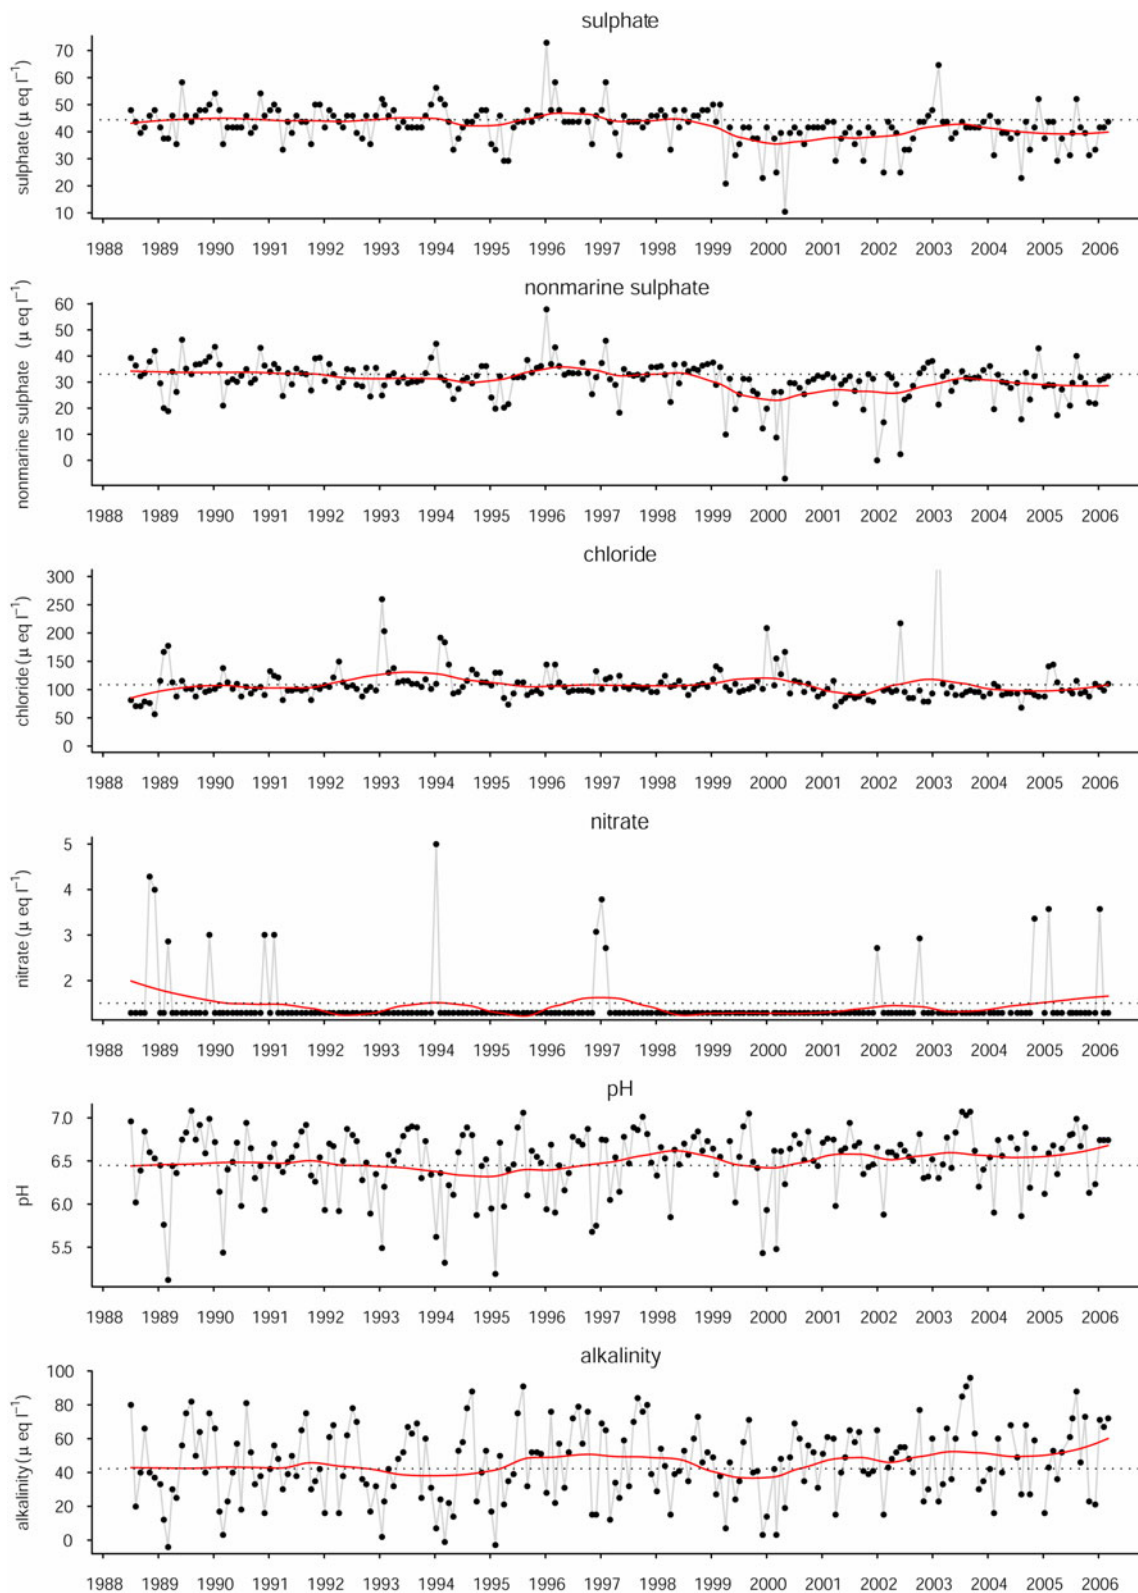 sulphate
sulphate (μ eq l⁻¹)
70
60
50
40
30
20
10
1988 1989 1990 1991 1992 1993 1994 1995 1996 1997 1998 1999 2000 2001 2002 2003 2004 2005 2006
nonmarine sulphate
nonmarine sulphate (μ eq l⁻¹)
60
50
40
30
20
10
0
1988 1989 1990 1991 1992 1993 1994 1995 1996 1997 1998 1999 2000 2001 2002 2003 2004 2005 2006
chloride
chloride (μ eq l⁻¹)
300
250
200
150
100
50
0
1988 1989 1990 1991 1992 1993 1994 1995 1996 1997 1998 1999 2000 2001 2002 2003 2004 2005 2006
nitrate
nitrate (μ eq l⁻¹)
5
4
3
2
1988 1989 1990 1991 1992 1993 1994 1995 1996 1997 1998 1999 2000 2001 2002 2003 2004 2005 2006
pH
pH
7.0
6.5
6.0
5.5
1988 1989 1990 1991 1992 1993 1994 1995 1996 1997 1998 1999 2000 2001 2002 2003 2004 2005 2006
alkalinity
alkalinity (μ eq l⁻¹)
100
80
60
40
20
0
1988 1989 1990 1991 1992 1993 1994 1995 1996 1997 1998 1999 2000 2001 2002 2003 2004 2005 2006